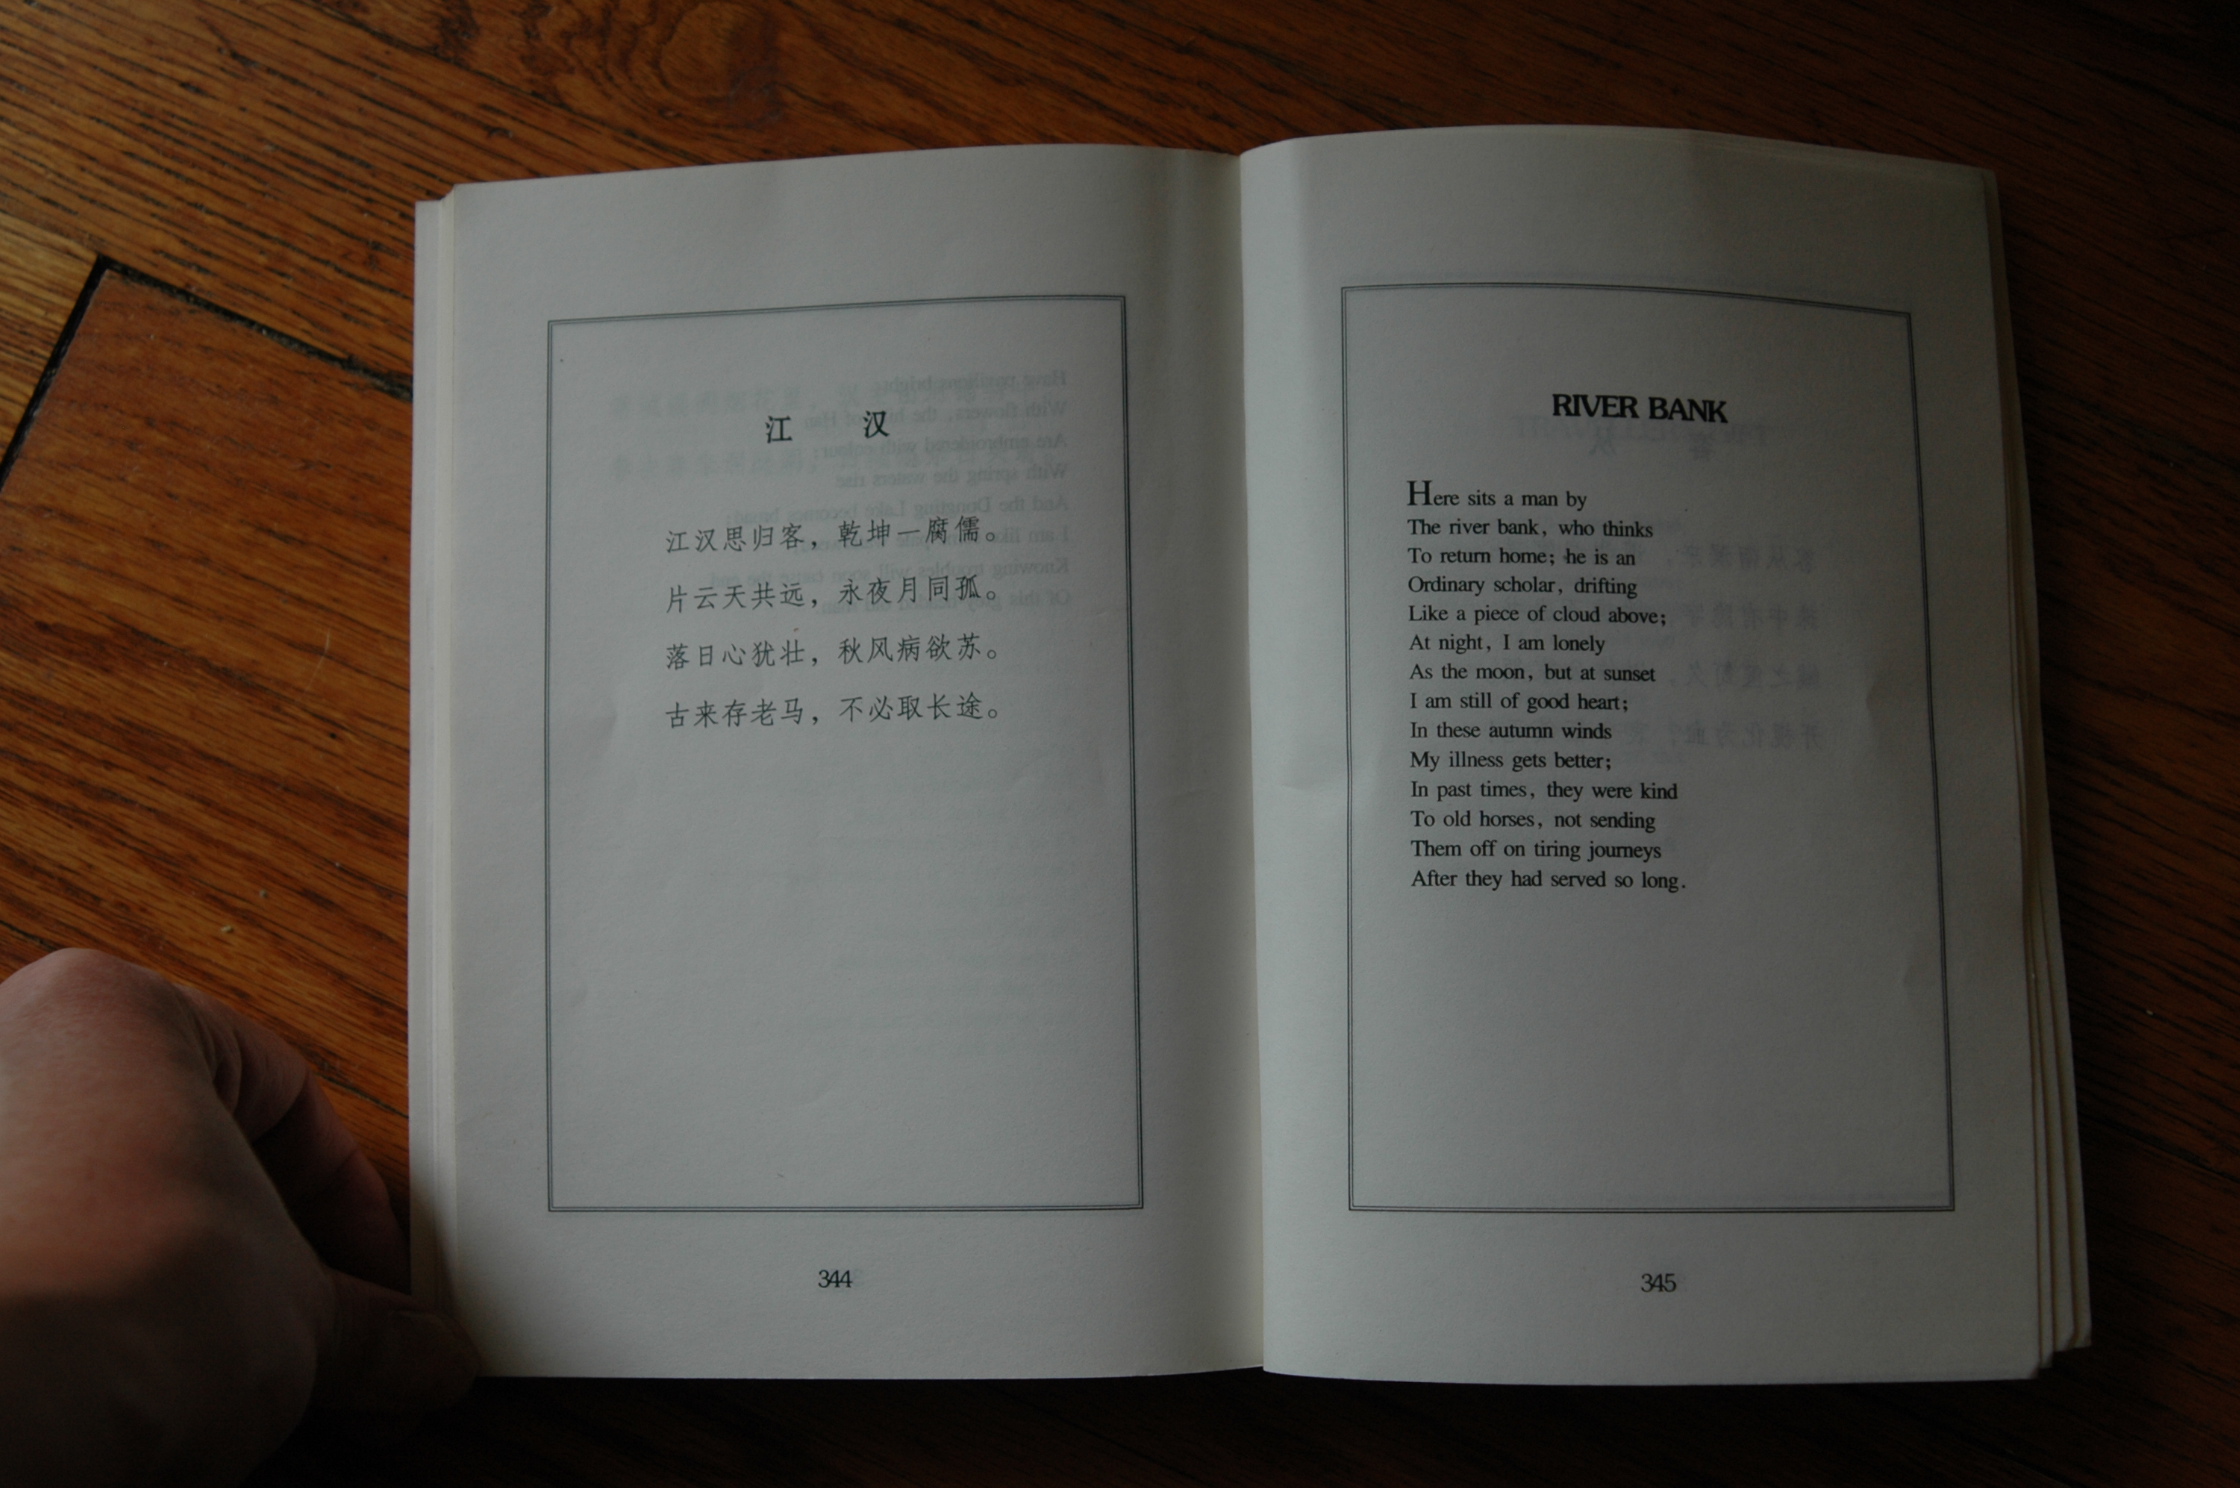 江 汉
江汉思归客，乾坤一腐儒。
片云天共远，永夜月同孤。
落日心犹壮，秋风病欲苏。
古来存老马，不必取长途。
344
RIVER BANK
Here sits a man by
The river bank, who thinks
To return home; he is an
Ordinary scholar, drifting
Like a piece of cloud above;
At night, I am lonely
As the moon, but at sunset
I am still of good heart;
In these autumn winds
My illness gets better;
In past times, they were kind
To old horses, not sending
Them off on tiring journeys
After they had served so long.
345